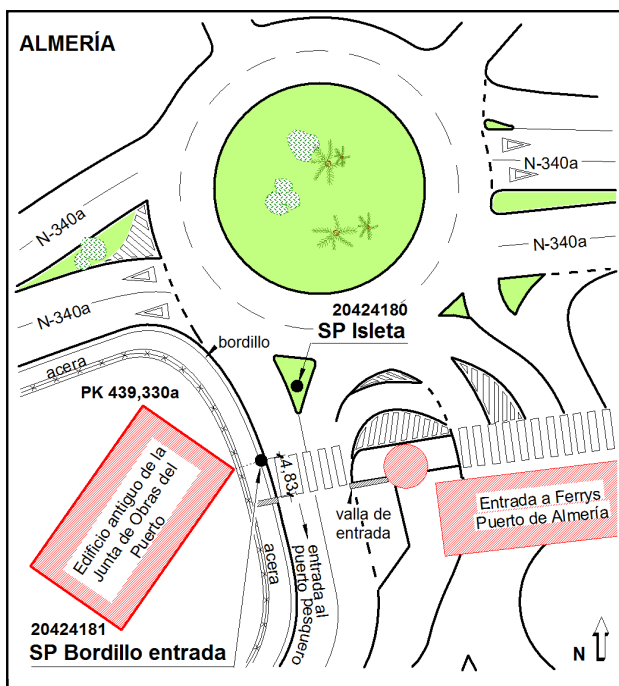 ALMERÍA
N-340a
N-340a
N-340a
N-340a
20424180
SP Isleta
bordillo
acera
PK 439,330a
4,83
Edificio antiguo de la
Junta de Obras del
Puerto
valla de
entrada
Entrada a Ferrys
Puerto de Almería
acera
entrada al
puerto pesquero
20424181
SP Bordillo entrada
N